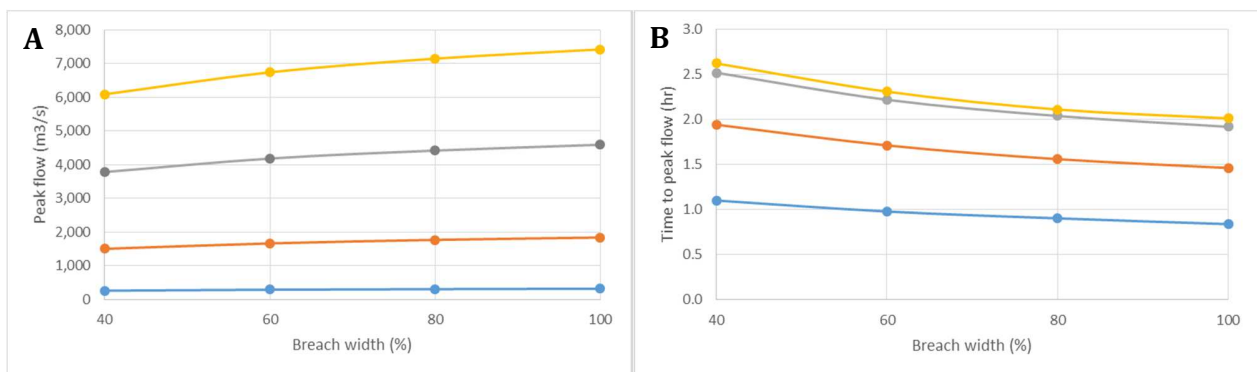 A
Peak flow (m3/s)
8,000
7,000
6,000
5,000
4,000
3,000
2,000
1,000
0
40 60 80 100
Breach width (%)
B
Time to peak flow (hr)
3.0
2.5
2.0
1.5
1.0
0.5
0.0
40 60 80 100
Breach width (%)